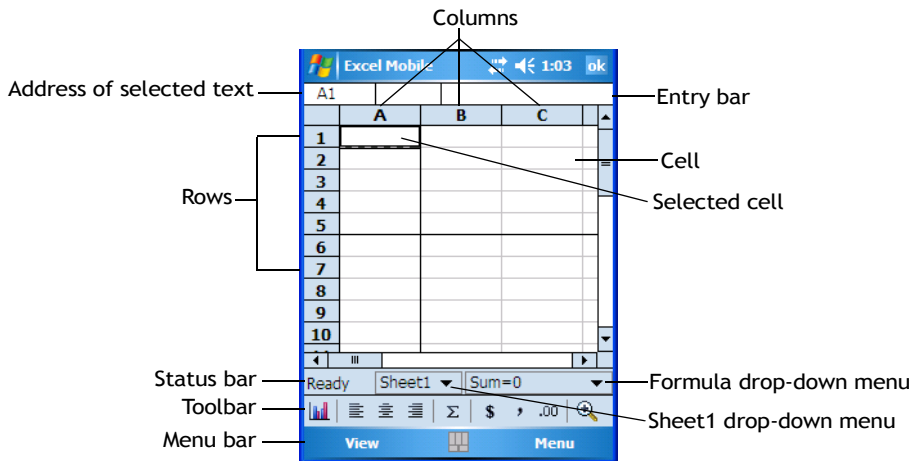 Columns
Excel Mobile
1:03
ok
Address of selected text
A1
Entry bar
A B C
1
2
Cell
3
Rows
Selected cell
4
5
6
7
8
9
10
Status bar
Ready
Sheet1
Sum=0
Formula drop-down menu
Toolbar
Σ $ , .00
Sheet1 drop-down menu
Menu bar
View
Menu